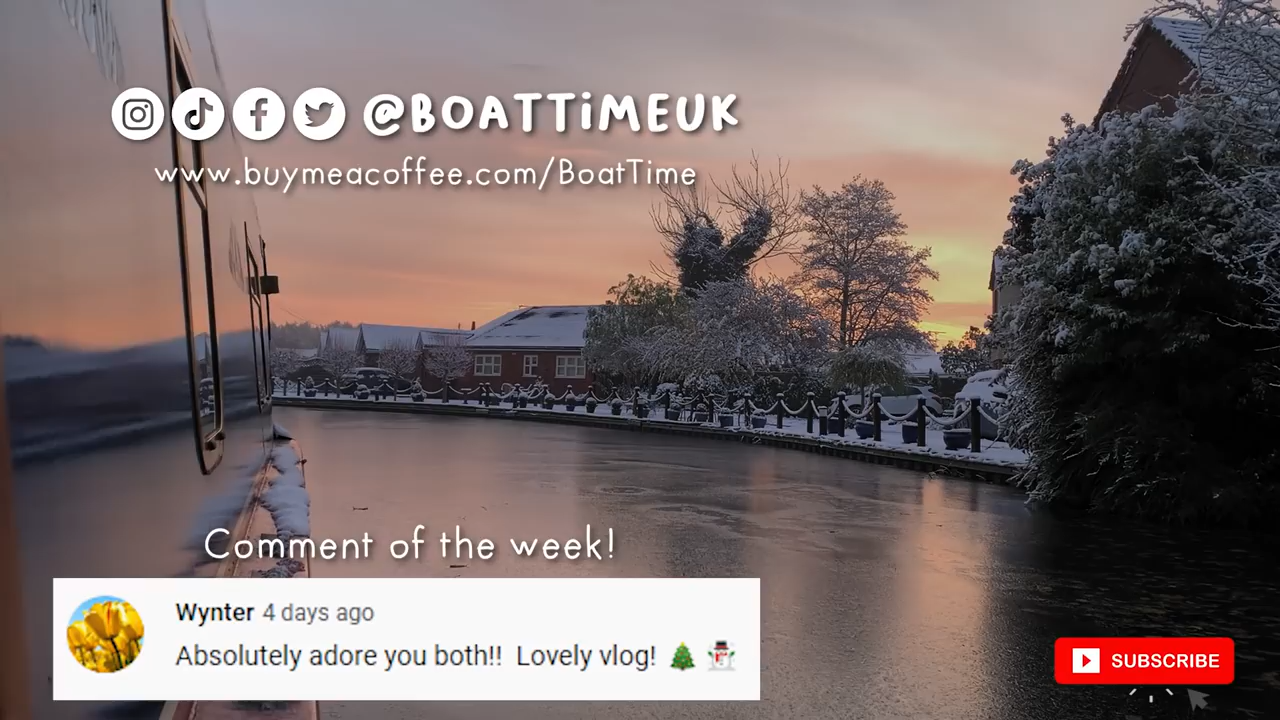 @BOATTiMEUK
www.buymeacoffee.com/BoatTime
Comment of the week!
Wynter 4 days ago
Absolutely adore you both!! Lovely vlog! 🎄 ☃️
SUBSCRIBE